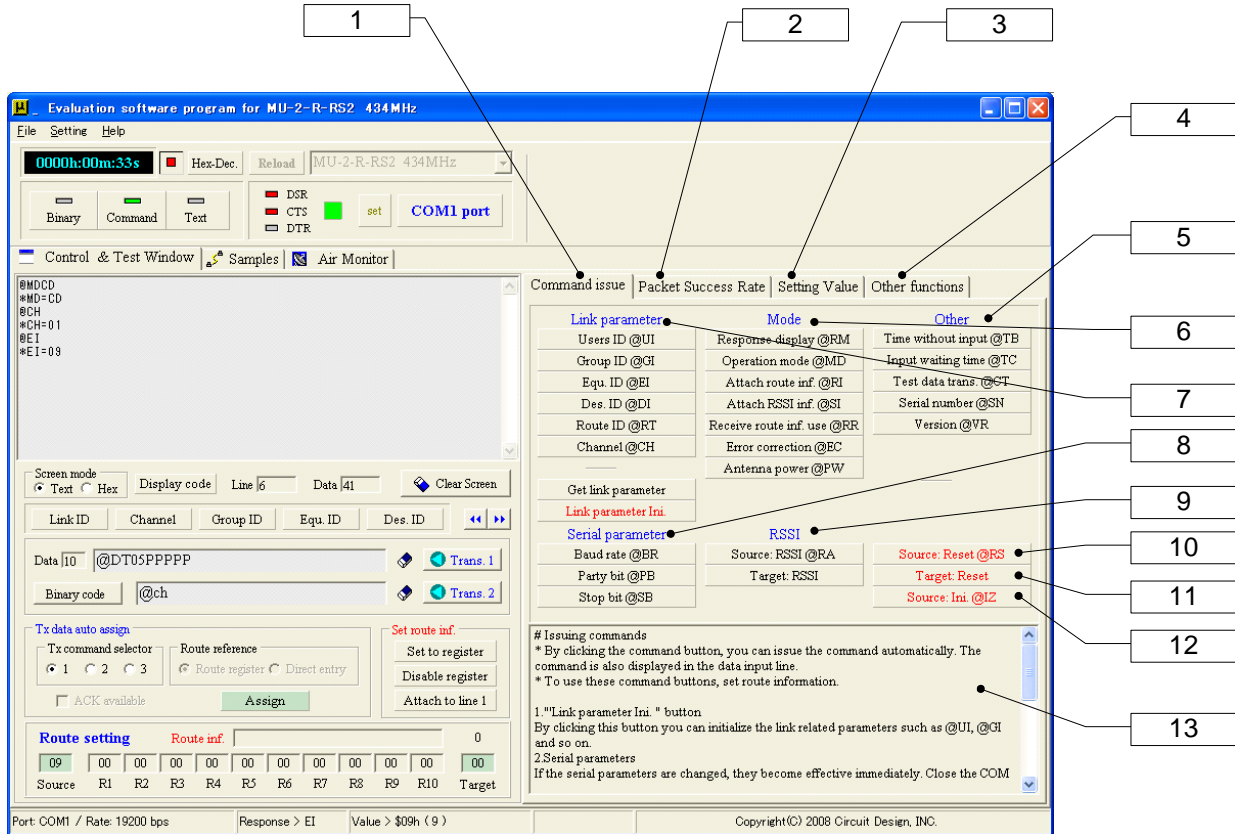 1
2
3
Evaluation software program for MU-2-R-RS2 434MHz
4
File Setting Help
0000h:00m:33s Hex-Dec. Reload MU-2-R-RS2 434MHz
Binary Command Text DSR CTS DTR set COM1 port
5
Control & Test Window Samples Air Monitor
Command issue Packet Success Rate Setting Value Other functions
@MDCD
*MD=CD
@CH
*CH=01
@EI
*EI=09
Link parameter Mode Other
6
Users ID @UI Response display @RM Time without input @TB
Group ID @GI Operation mode @MD Input waiting time @TC
Equ. ID @EI Attach route inf. @RI Test data trans. @CT
7
Des. ID @DI Attach RSSI inf. @SI Serial number @SN
Route ID @RT Receive route inf. use @RR Version @VR
Channel @CH Error correction @EC
8
Antenna power @PW
Screen mode
Text Hex Display code Line 6 Data 41 Clear Screen
Get link parameter
9
Link parameter Ini.
Link ID Channel Group ID Equ. ID Des. ID
Serial parameter RSSI
Data 10 @DT05PPPPP Trans. 1
Baud rate @BR Source: RSSI @RA Source: Reset @RS
10
Party bit @PB Target: RSSI Target: Reset
11
Binary code @ch Trans. 2
Stop bit @SB Source: Ini. @IZ
12
Tx data auto assign Set route inf.
Tx command selector Route reference Set to register
1 2 3 Route register Direct entry Disable register
ACK available Assign Attach to line 1
# Issuing commands
* By clicking the command button, you can issue the command automatically. The
command is also displayed in the data input line.
* To use these command buttons, set route information.
1."'Link parameter Ini. " button
By clicking this button you can initialize the link related parameters such as @UI, @GI
and so on.
2.Serial parameters
If the serial parameters are changed, they become effective immediately. Close the COM
13
Route setting Route inf. 0
09 00 00 00 00 00 00 00 00 00 00 00
Source R1 R2 R3 R4 R5 R6 R7 R8 R9 R10 Target
Port: COM1 / Rate: 19200 bps Response > EI Value > $09h ( 9 ) Copyright(C) 2008 Circuit Design, INC.